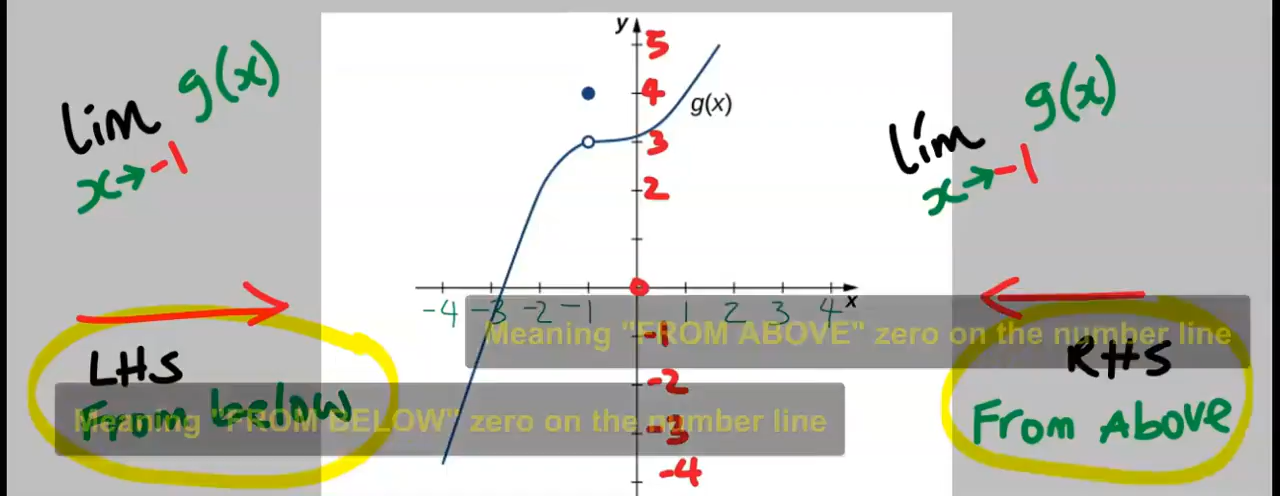 lim g(x)
x→-1
lim g(x)
x→-1
y
5
4
g(x)
3
2
0
x
-4 -3 -2 -1 1 2 3 4
Meaning "FROM ABOVE" zero on the number line
-1
LHS
RHS
-2
From below
Meaning "FROM BELOW" zero on the number line
From Above
-3
-4